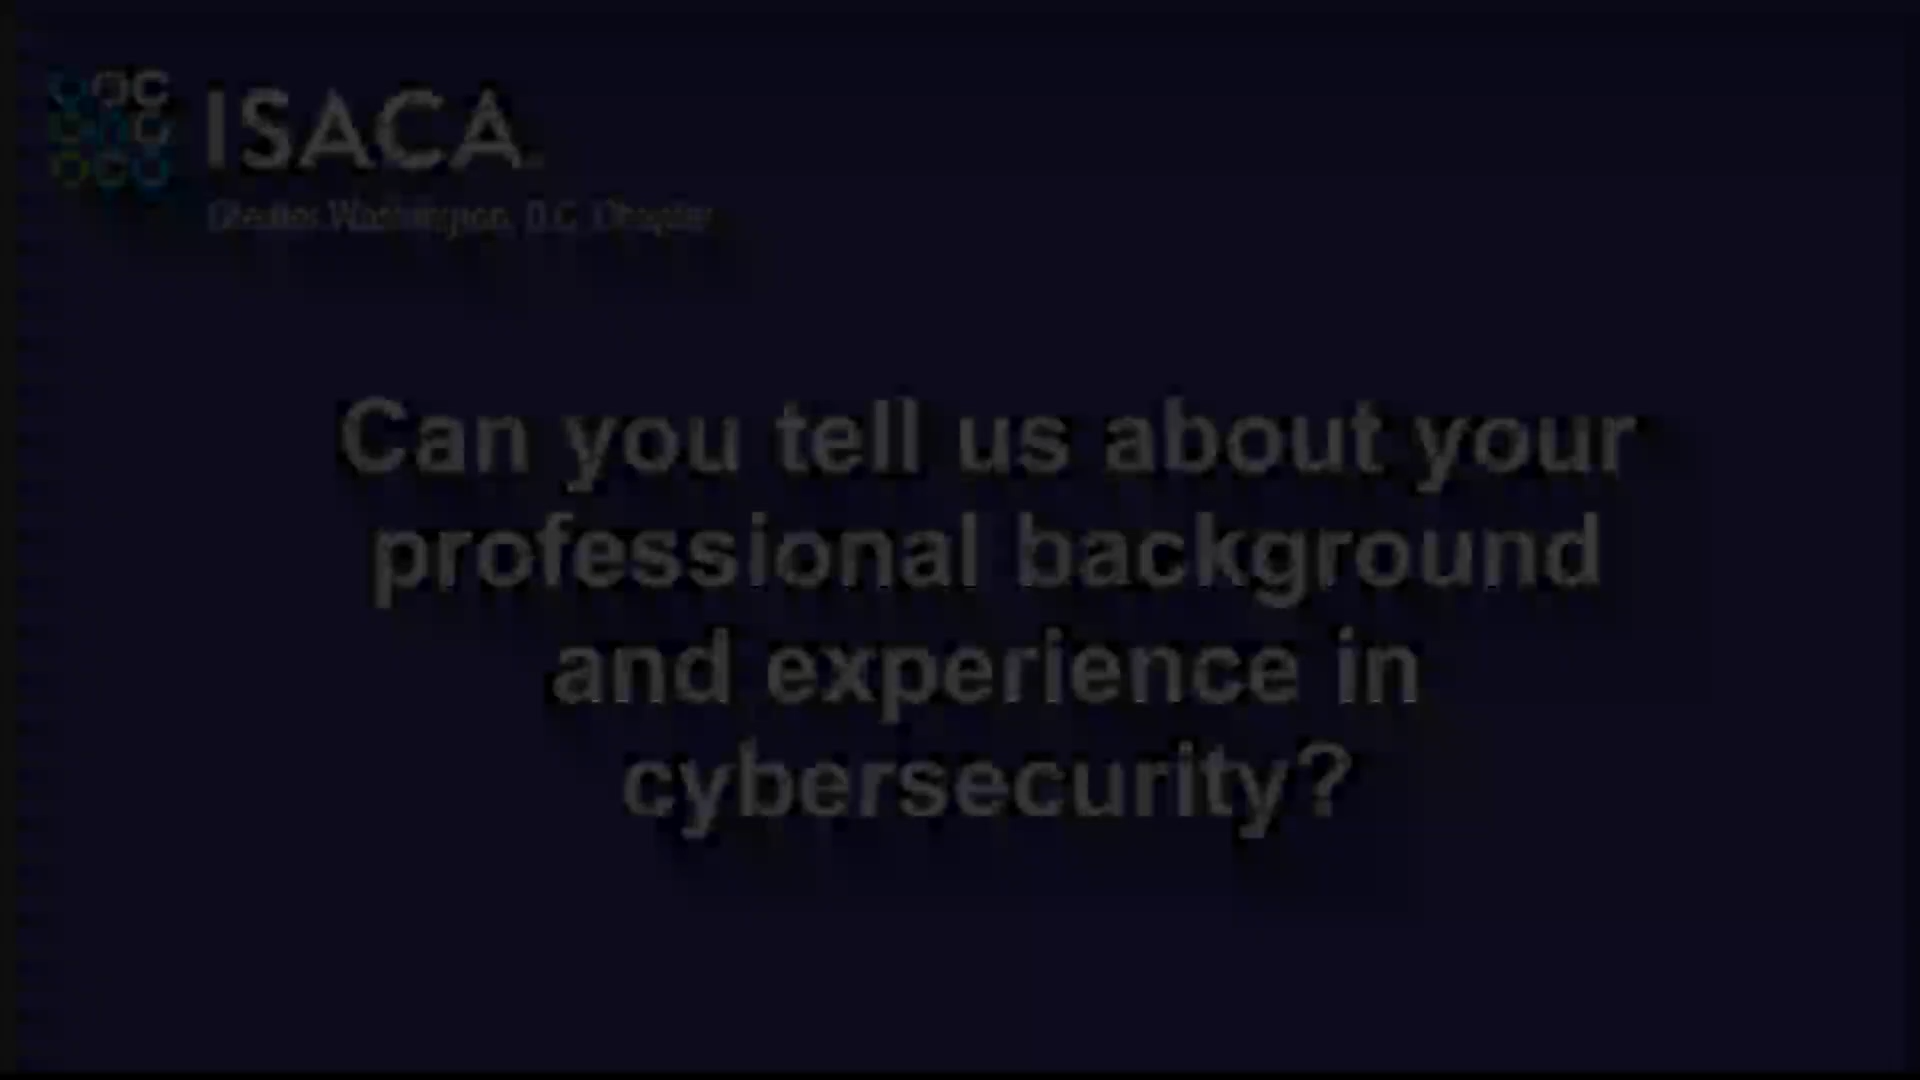 ISACA
Greater Washington, D.C. Chapter
Can you tell us about your
professional background
and experience in
cybersecurity?